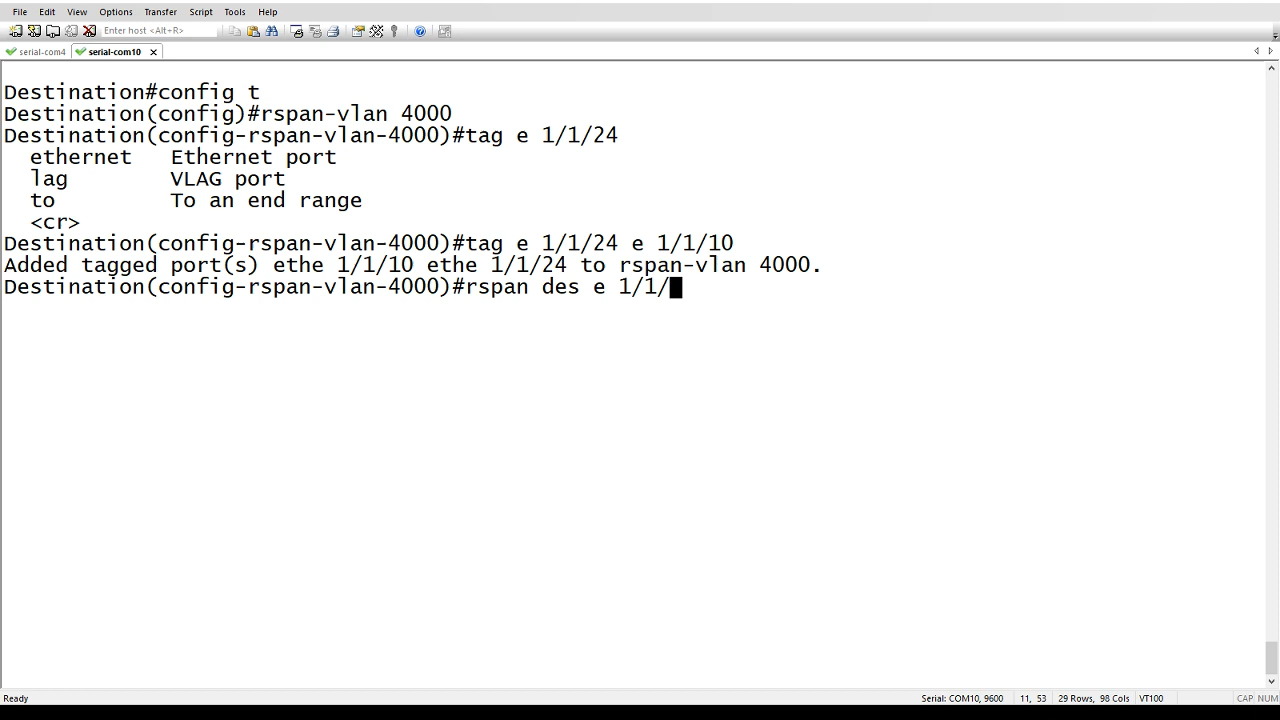 File Edit View Options Transfer Script Tools Help
Enter host <Alt+R>
serial-com4 serial-com10
Destination#config t
Destination(config)#rspan-vlan 4000
Destination(config-rspan-vlan-4000)#tag e 1/1/24
ethernet Ethernet port
lag VLAG port
to To an end range
<cr>
Destination(config-rspan-vlan-4000)#tag e 1/1/24 e 1/1/10
Added tagged port(s) ethe 1/1/10 ethe 1/1/24 to rspan-vlan 4000.
Destination(config-rspan-vlan-4000)#rspan des e 1/1/
Ready Serial: COM10, 9600 11, 53 29 Rows, 98 Cols VT100 CAP NUM